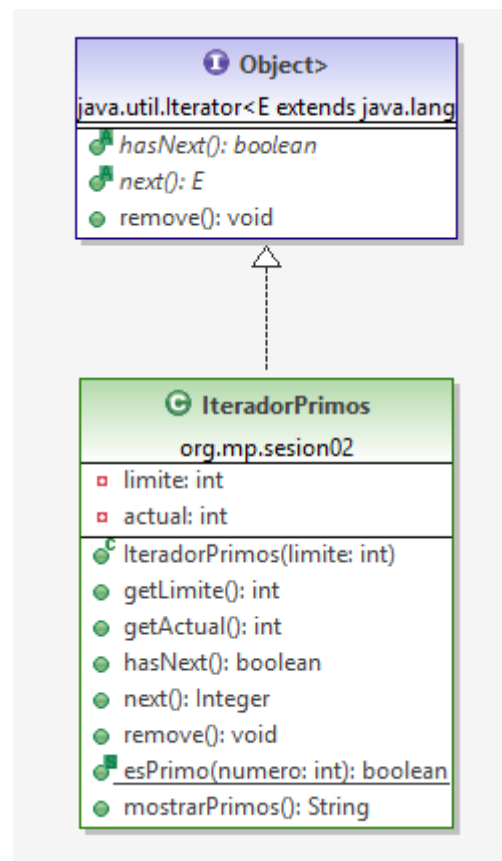 Object>
java.util.Iterator<E extends java.lang
hasNext(): boolean
next(): E
remove(): void
IteradorPrimos
org.mp.sesion02
limite: int
actual: int
IteradorPrimos(limite: int)
getLimite(): int
getActual(): int
hasNext(): boolean
next(): Integer
remove(): void
esPrimo(numero: int): boolean
mostrarPrimos(): String